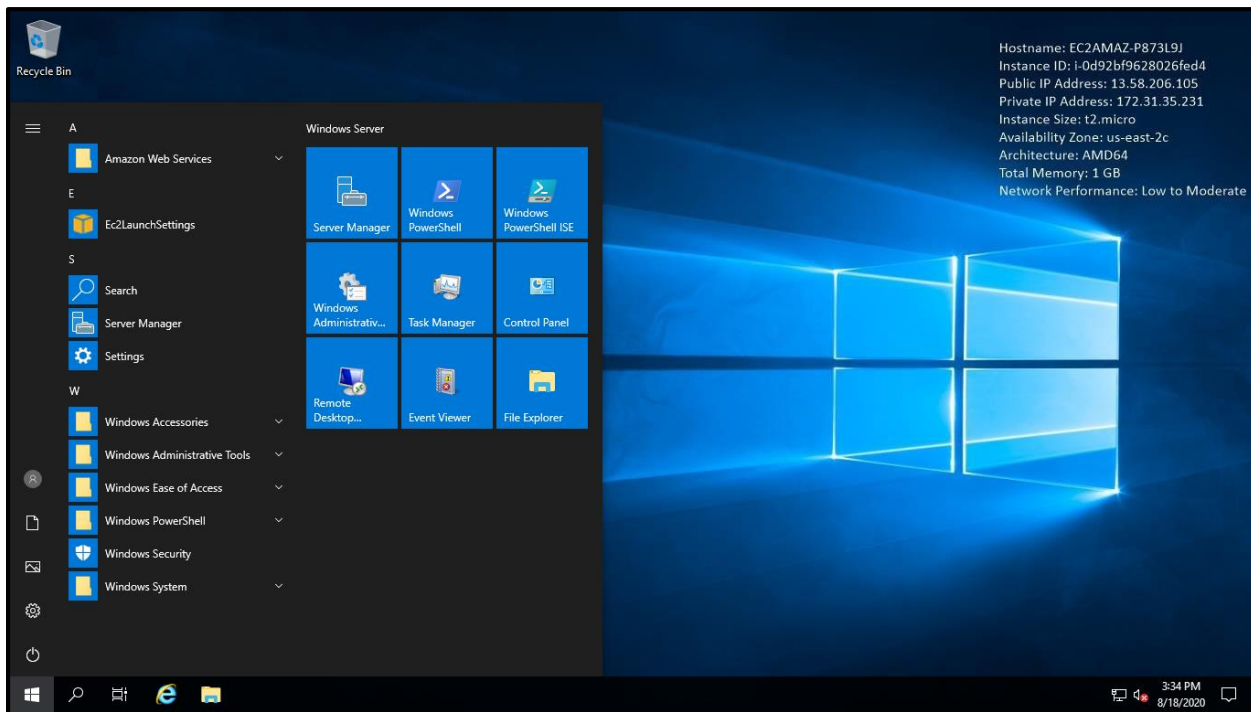 Recycle Bin
Hostname: EC2AMAZ-P873L9J
Instance ID: i-0d92bf9628026fed4
Public IP Address: 13.58.206.105
Private IP Address: 172.31.35.231
Instance Size: t2.micro
Availability Zone: us-east-2c
Architecture: AMD64
Total Memory: 1 GB
Network Performance: Low to Moderate
A
Amazon Web Services
E
Ec2LaunchSettings
S
Search
Server Manager
Settings
W
Windows Accessories
Windows Administrative Tools
Windows Ease of Access
Windows PowerShell
Windows Security
Windows System
Windows Server
Server Manager
Windows
PowerShell
Windows
PowerShell ISE
Windows
Administrativ...
Task Manager
Control Panel
Remote
Desktop...
Event Viewer
File Explorer
3:34 PM
8/18/2020